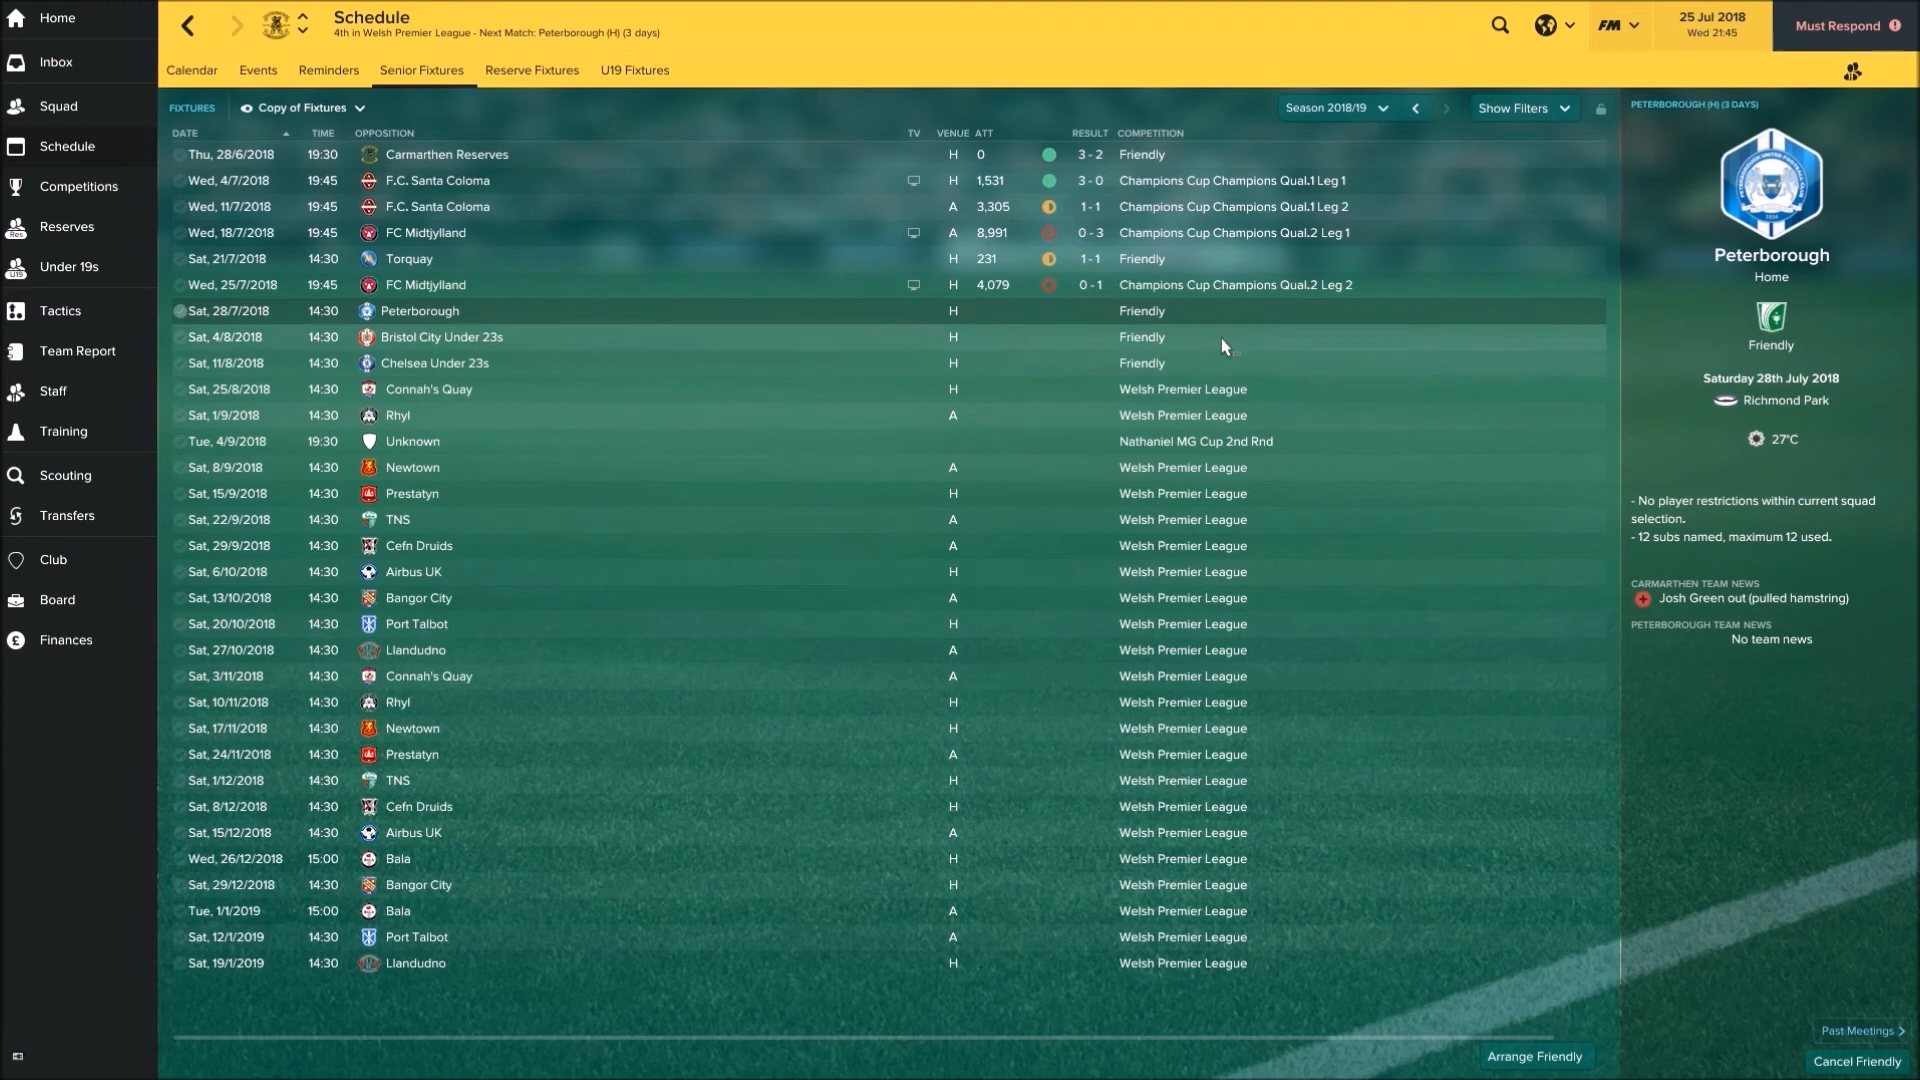 Home
Inbox
Squad
Schedule
Competitions
Reserves
Under 19s
Tactics
Team Report
Staff
Training
Scouting
Transfers
Club
Board
Finances
Schedule
4th in Welsh Premier League - Next Match: Peterborough (H) (3 days)
FM
25 Jul 2018
Wed 21:45
Must Respond
Calendar Events Reminders Senior Fixtures Reserve Fixtures U19 Fixtures
FIXTURES Copy of Fixtures Season 2018/19 Show Filters
DATE TIME OPPOSITION TV VENUE ATT RESULT COMPETITION
Thu, 28/6/2018 19:30 Carmarthen Reserves H 0 3 - 2 Friendly
Wed, 4/7/2018 19:45 F.C. Santa Coloma H 1,531 3 - 0 Champions Cup Champions Qual.1 Leg 1
Wed, 11/7/2018 19:45 F.C. Santa Coloma A 3,305 1 - 1 Champions Cup Champions Qual.1 Leg 2
Wed, 18/7/2018 19:45 FC Midtjylland A 8,991 0 - 3 Champions Cup Champions Qual.2 Leg 1
Sat, 21/7/2018 14:30 Torquay H 231 1 - 1 Friendly
Wed, 25/7/2018 19:45 FC Midtjylland H 4,079 0 - 1 Champions Cup Champions Qual.2 Leg 2
Sat, 28/7/2018 14:30 Peterborough H Friendly
Sat, 4/8/2018 14:30 Bristol City Under 23s H Friendly
Sat, 11/8/2018 14:30 Chelsea Under 23s H Friendly
Sat, 25/8/2018 14:30 Connah's Quay H Welsh Premier League
Sat, 1/9/2018 14:30 Rhyl A Welsh Premier League
Tue, 4/9/2018 19:30 Unknown Nathaniel MG Cup 2nd Rnd
Sat, 8/9/2018 14:30 Newtown A Welsh Premier League
Sat, 15/9/2018 14:30 Prestatyn H Welsh Premier League
Sat, 22/9/2018 14:30 TNS A Welsh Premier League
Sat, 29/9/2018 14:30 Cefn Druids A Welsh Premier League
Sat, 6/10/2018 14:30 Airbus UK H Welsh Premier League
Sat, 13/10/2018 14:30 Bangor City A Welsh Premier League
Sat, 20/10/2018 14:30 Port Talbot H Welsh Premier League
Sat, 27/10/2018 14:30 Llandudno A Welsh Premier League
Sat, 3/11/2018 14:30 Connah's Quay A Welsh Premier League
Sat, 10/11/2018 14:30 Rhyl H Welsh Premier League
Sat, 17/11/2018 14:30 Newtown H Welsh Premier League
Sat, 24/11/2018 14:30 Prestatyn A Welsh Premier League
Sat, 1/12/2018 14:30 TNS H Welsh Premier League
Sat, 8/12/2018 14:30 Cefn Druids H Welsh Premier League
Sat, 15/12/2018 14:30 Airbus UK A Welsh Premier League
Wed, 26/12/2018 15:00 Bala H Welsh Premier League
Sat, 29/12/2018 14:30 Bangor City H Welsh Premier League
Tue, 1/1/2019 15:00 Bala A Welsh Premier League
Sat, 12/1/2019 14:30 Port Talbot A Welsh Premier League
Sat, 19/1/2019 14:30 Llandudno H Welsh Premier League
Arrange Friendly
PETERBOROUGH (H) (3 DAYS)
Peterborough
Home
Friendly
Saturday 28th July 2018
Richmond Park
27°C
- No player restrictions within current squad
selection.
- 12 subs named, maximum 12 used.
CARMARTHEN TEAM NEWS
Josh Green out (pulled hamstring)
PETERBOROUGH TEAM NEWS
No team news
Past Meetings
Cancel Friendly